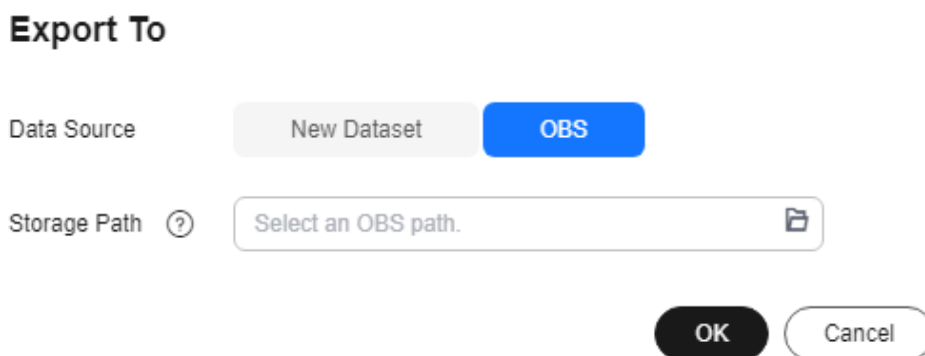 Export To
Data Source New Dataset OBS
Storage Path ? Select an OBS path.
OK Cancel